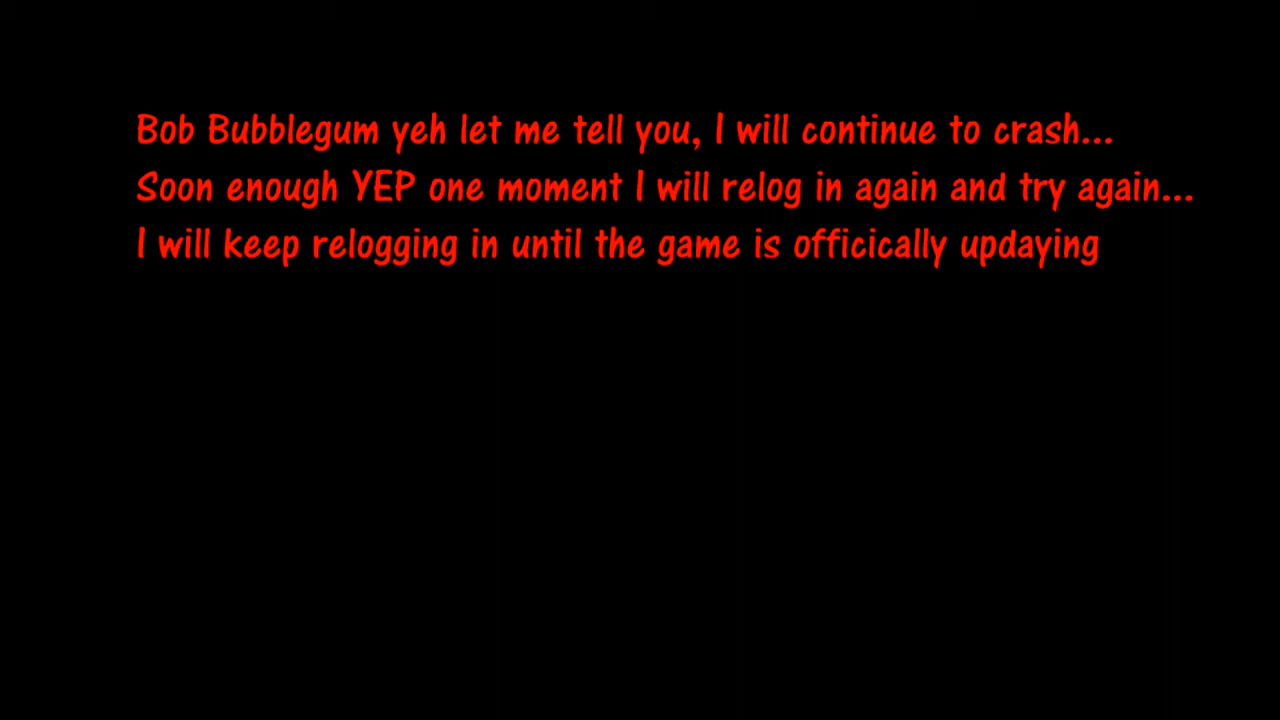 Bob Bubblegum yeh let me tell you, I will continue to crash...
Soon enough YEP one moment I will relog in again and try again...
I will keep relogging in until the game is officically updaying